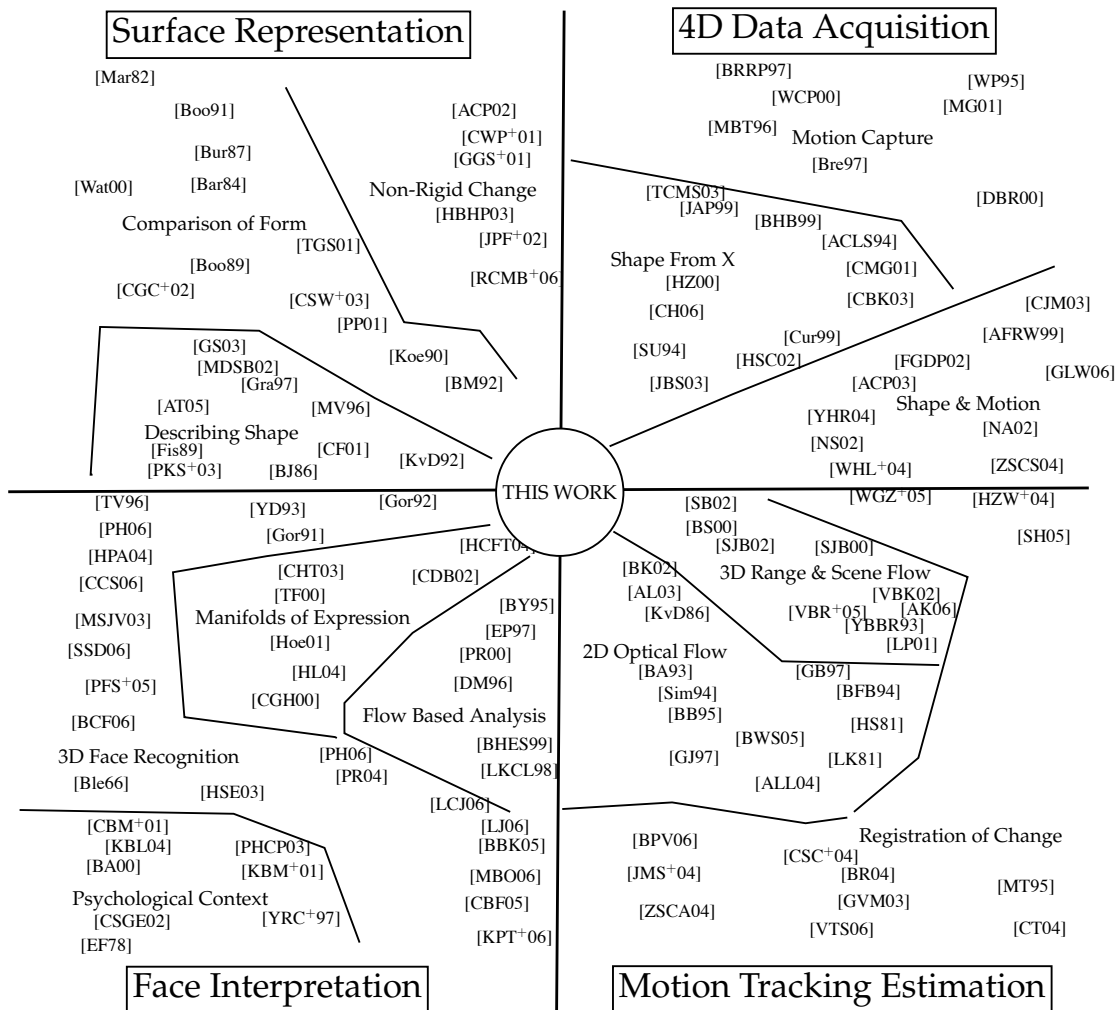 Surface Representation
[Mar82]
[Boo91]
[ACP02]
[CWP+01]
[GGS+01]
[Bur87]
[Wat00]
[Bar84]
Non-Rigid Change
[HBHP03]
Comparison of Form
[TGS01]
[JPF+02]
[Boo89]
[RCMB+06]
[CGC+02]
[CSW+03]
[PP01]
[GS03]
[Koe90]
[MDSB02]
[Gra97]
[BM92]
[AT05]
[MV96]
Describing Shape
[Fis89]
[CF01]
[KvD92]
[PKS+03]
[BJ86]
4D Data Acquisition
[BRRP97]
[WP95]
[WCP00]
[MG01]
[MBT96]
Motion Capture
[Bre97]
[TCMS03]
[JAP99]
[DBR00]
[BHB99]
[ACLS94]
Shape From X
[CMG01]
[HZ00]
[CBK03]
[CJM03]
[CH06]
[AFRW99]
[Cur99]
[SU94]
[HSC02]
[FGDP02]
[GLW06]
[JBS03]
[ACP03]
Shape & Motion
[YHR04]
[NA02]
[NS02]
[WHL+04]
[ZSCS04]
THIS WORK
[WGZ+05]
[HZW+04]
[TV96]
[Gor92]
[YD93]
[PH06]
[Gor91]
[HCFT04]
[HPA04]
[CCS06]
[CHT03]
[CDB02]
[TF00]
[BY95]
[MSJV03]
Manifolds of Expression
[EP97]
[Hoe01]
[SSD06]
[PR00]
[HL04]
[DM96]
[PFS+05]
[CGH00]
Flow Based Analysis
[BCF06]
[BHES99]
3D Face Recognition
[PH06]
[PR04]
[LKCL98]
[Ble66]
[HSE03]
[LCJ06]
[CBM+01]
[LJ06]
[KBL04]
[PHCP03]
[BBK05]
[BA00]
[KBM+01]
[MBO06]
Psychological Context
[CBF05]
[CSGE02]
[YRC+97]
[EF78]
[KPT+06]
Face Interpretation
[SB02]
[BS00]
[SH05]
[SJB02]
[SJB00]
[BK02]
3D Range & Scene Flow
[AL03]
[VBK02]
[KvD86]
[VBR+05]
[AK06]
[YBBR93]
[LP01]
2D Optical Flow
[BA93]
[GB97]
[Sim94]
[BFB94]
[BB95]
[HS81]
[BWS05]
[GJ97]
[LK81]
[ALL04]
Registration of Change
[BPV06]
[CSC+04]
[JMS+04]
[BR04]
[MT95]
[GVM03]
[ZSCA04]
[VTS06]
[CT04]
Motion Tracking Estimation